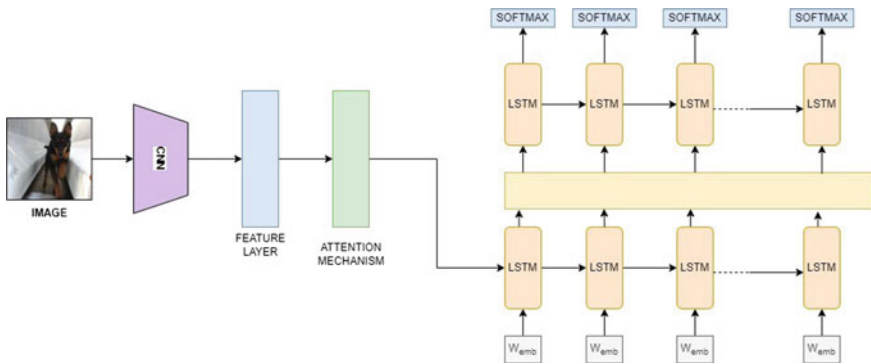 SOFTMAX SOFTMAX SOFTMAX SOFTMAX
LSTM LSTM LSTM LSTM
CNN
IMAGE
FEATURE
LAYER
ATTENTION
MECHANISM
LSTM LSTM LSTM LSTM
Wemb Wemb Wemb Wemb